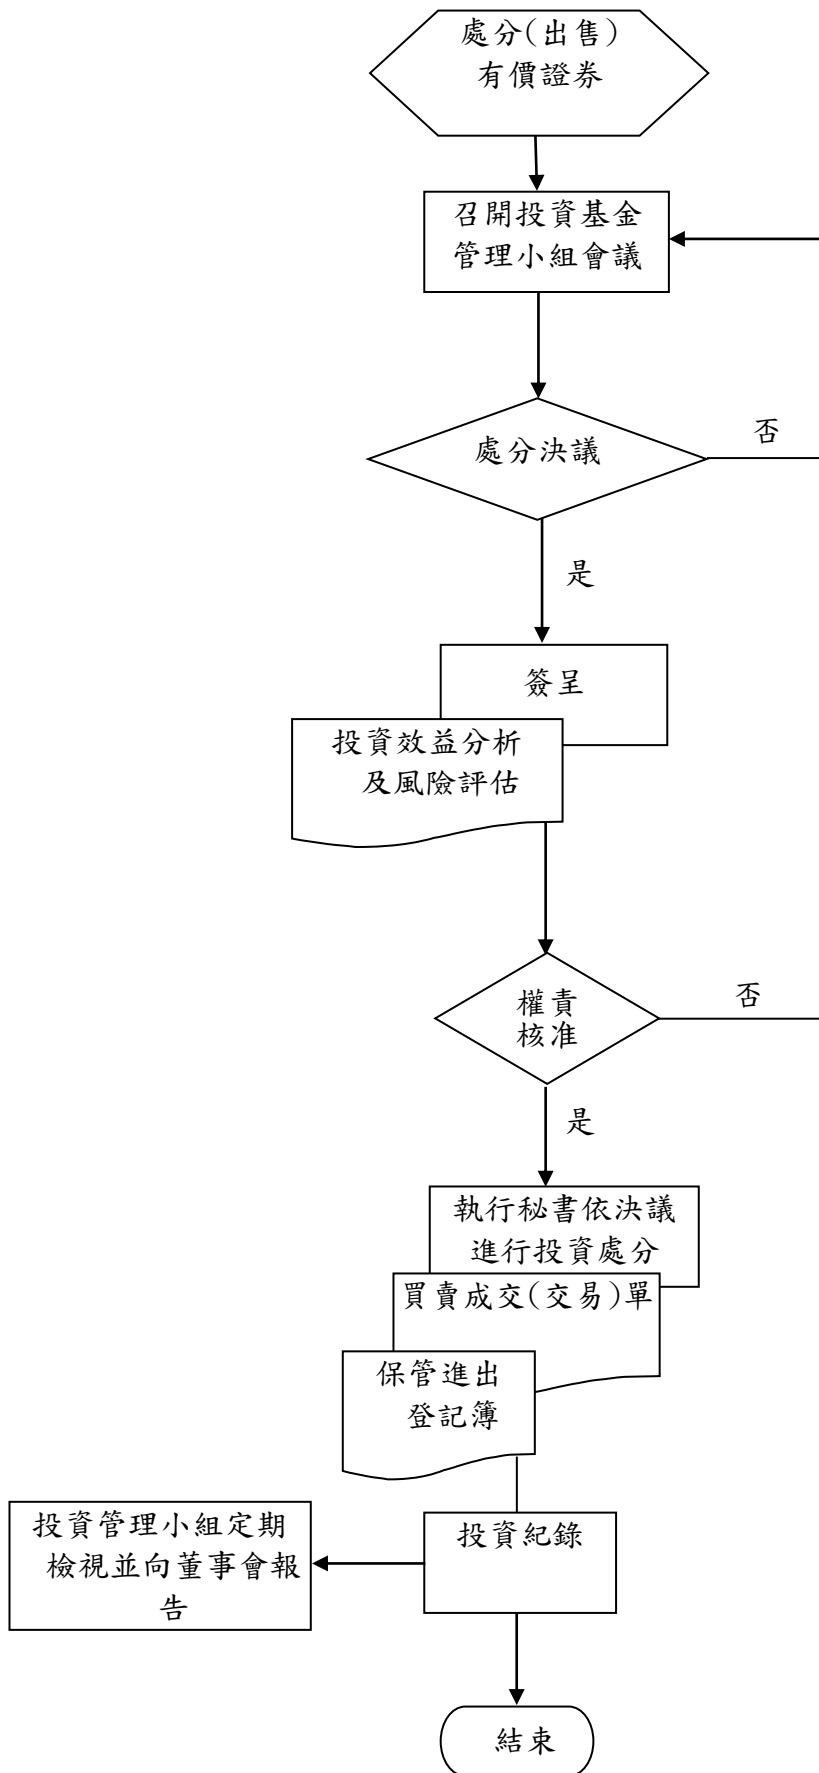 處分(出售)
有價證券
召開投資基金
管理小組會議
處分決議
否
是
簽呈
投資效益分析
及風險評估
權責
核准
否
是
執行秘書依決議
進行投資處分
買賣成交(交易)單
保管進出
登記簿
投資紀錄
投資管理小組定期
檢視並向董事會報
告
結束